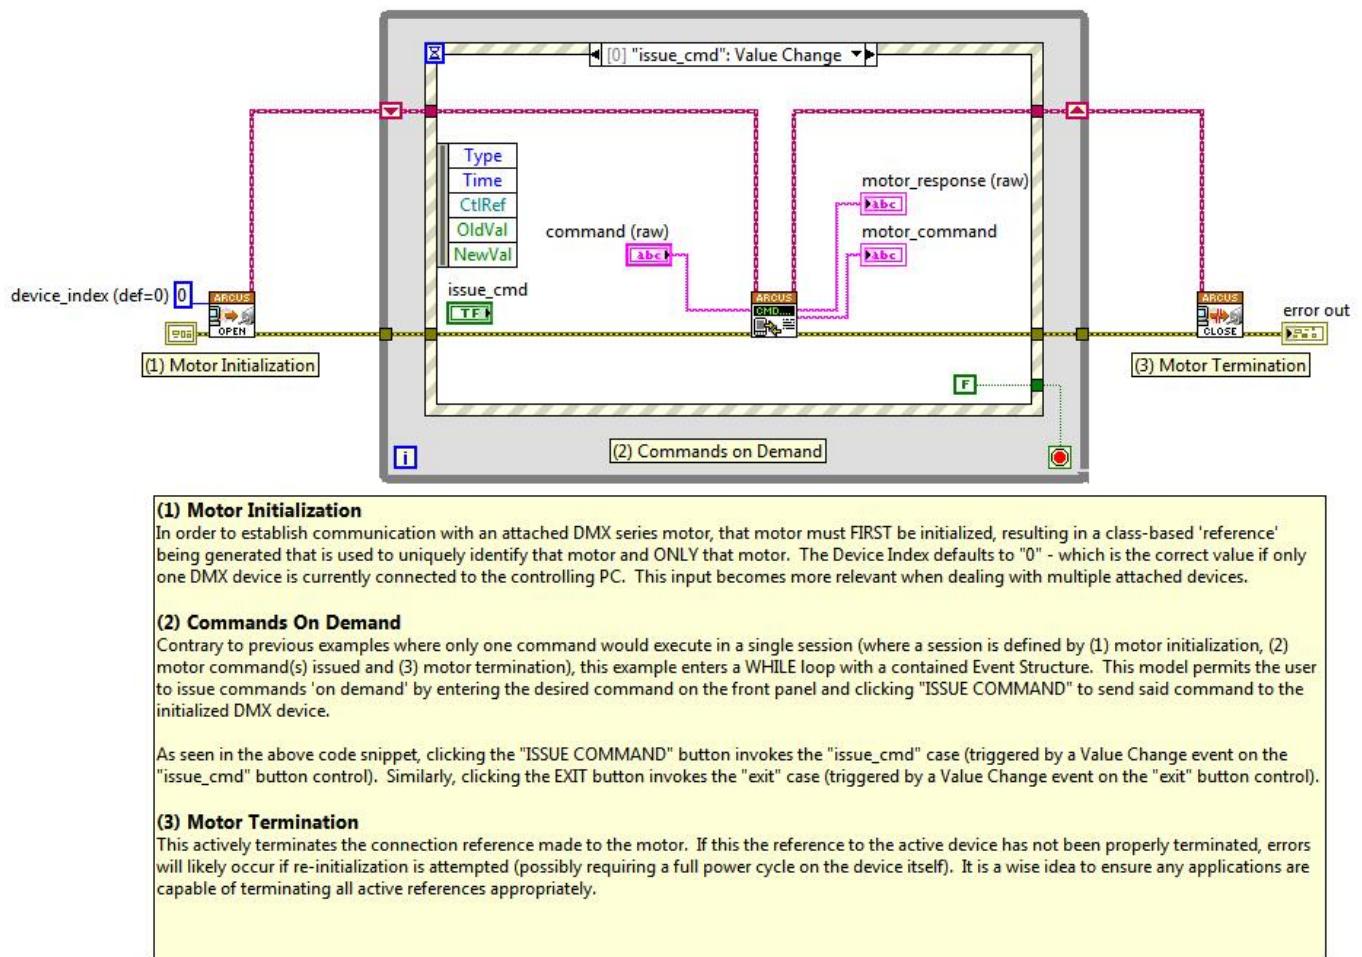 [0] "issue_cmd": Value Change
Type
Time
CtlRef
OldVal
NewVal
motor_response (raw)
abc
command (raw)
abc
motor_command
abc
issue_cmd
TF
device_index (def=0) 0
ARCUS
OPEN
ARCUS
CMD....
ARCUS
CLOSE
error out
(1) Motor Initialization
(3) Motor Termination
F
i
(2) Commands on Demand
(1) Motor Initialization
In order to establish communication with an attached DMX series motor, that motor must FIRST be initialized, resulting in a class-based 'reference'
being generated that is used to uniquely identify that motor and ONLY that motor. The Device Index defaults to "0" - which is the correct value if only
one DMX device is currently connected to the controlling PC. This input becomes more relevant when dealing with multiple attached devices.
(2) Commands On Demand
Contrary to previous examples where only one command would execute in a single session (where a session is defined by (1) motor initialization, (2)
motor command(s) issued and (3) motor termination), this example enters a WHILE loop with a contained Event Structure. This model permits the user
to issue commands 'on demand' by entering the desired command on the front panel and clicking "ISSUE COMMAND" to send said command to the
initialized DMX device.
As seen in the above code snippet, clicking the "ISSUE COMMAND" button invokes the "issue_cmd" case (triggered by a Value Change event on the
"issue_cmd" button control). Similarly, clicking the EXIT button invokes the "exit" case (triggered by a Value Change event on the "exit" button control).
(3) Motor Termination
This actively terminates the connection reference made to the motor. If this the reference to the active device has not been properly terminated, errors
will likely occur if re-initialization is attempted (possibly requiring a full power cycle on the device itself). It is a wise idea to ensure any applications are
capable of terminating all active references appropriately.